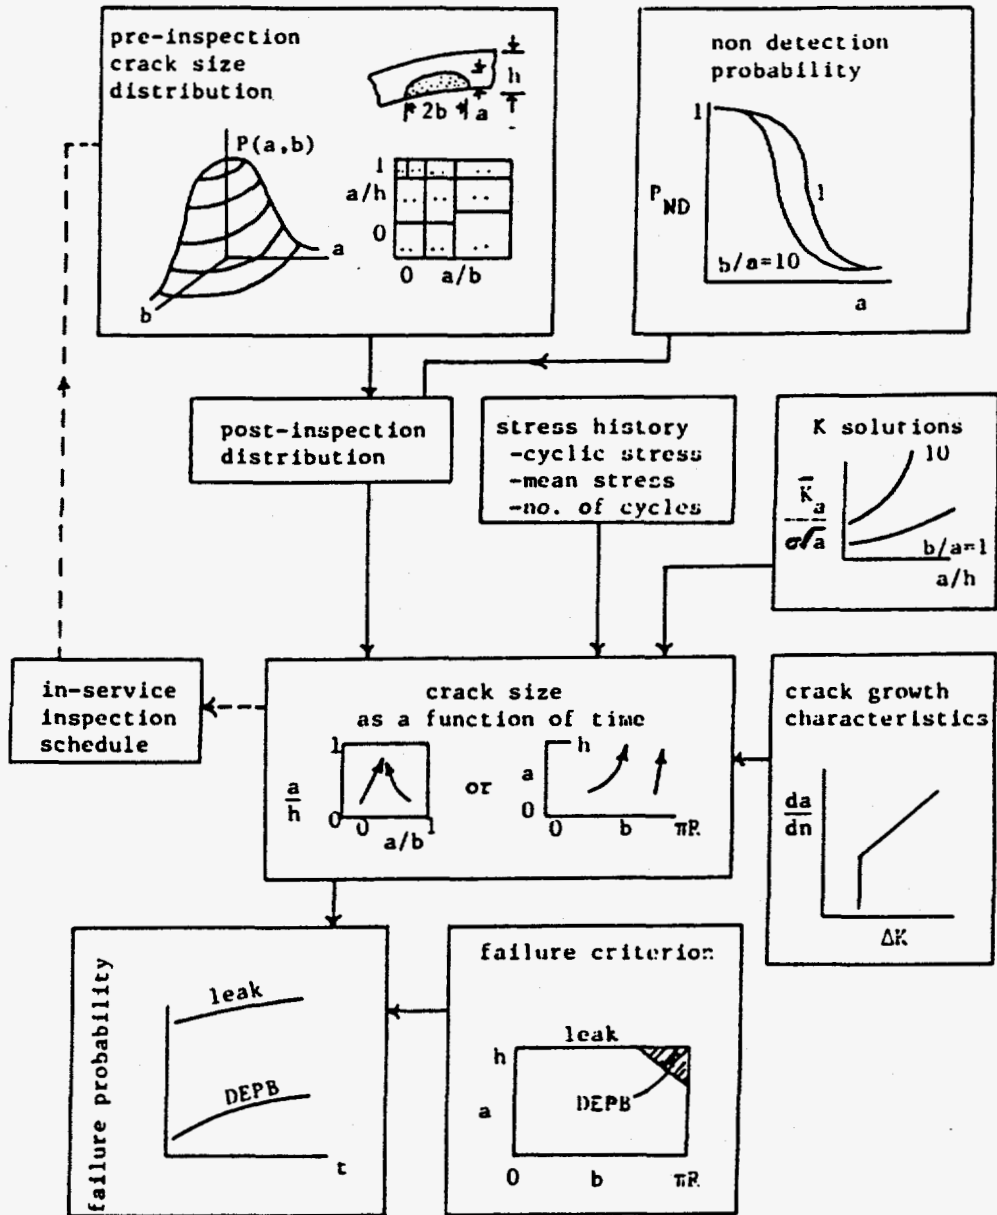 pre-inspection
crack size
distribution
h
2b
a
P(a,b)
a
b
1
a/h
0
0 a/b
non detection
probability
1
P_ND
1
b/a=10
a
post-inspection
distribution
stress history
-cyclic stress
-mean stress
-no. of cycles
K solutions
10
K̄a
σ√a
b/a=1
a/h
in-service
inspection
schedule
crack size
as a function of time
1
a
h
0
0
1
a/b
or
h
a
0
0 b πR
crack growth
characteristics
da
dn
ΔK
failure probability
leak
DEPB
t
failure criterion
leak
h
DEPB
a
0 b πR